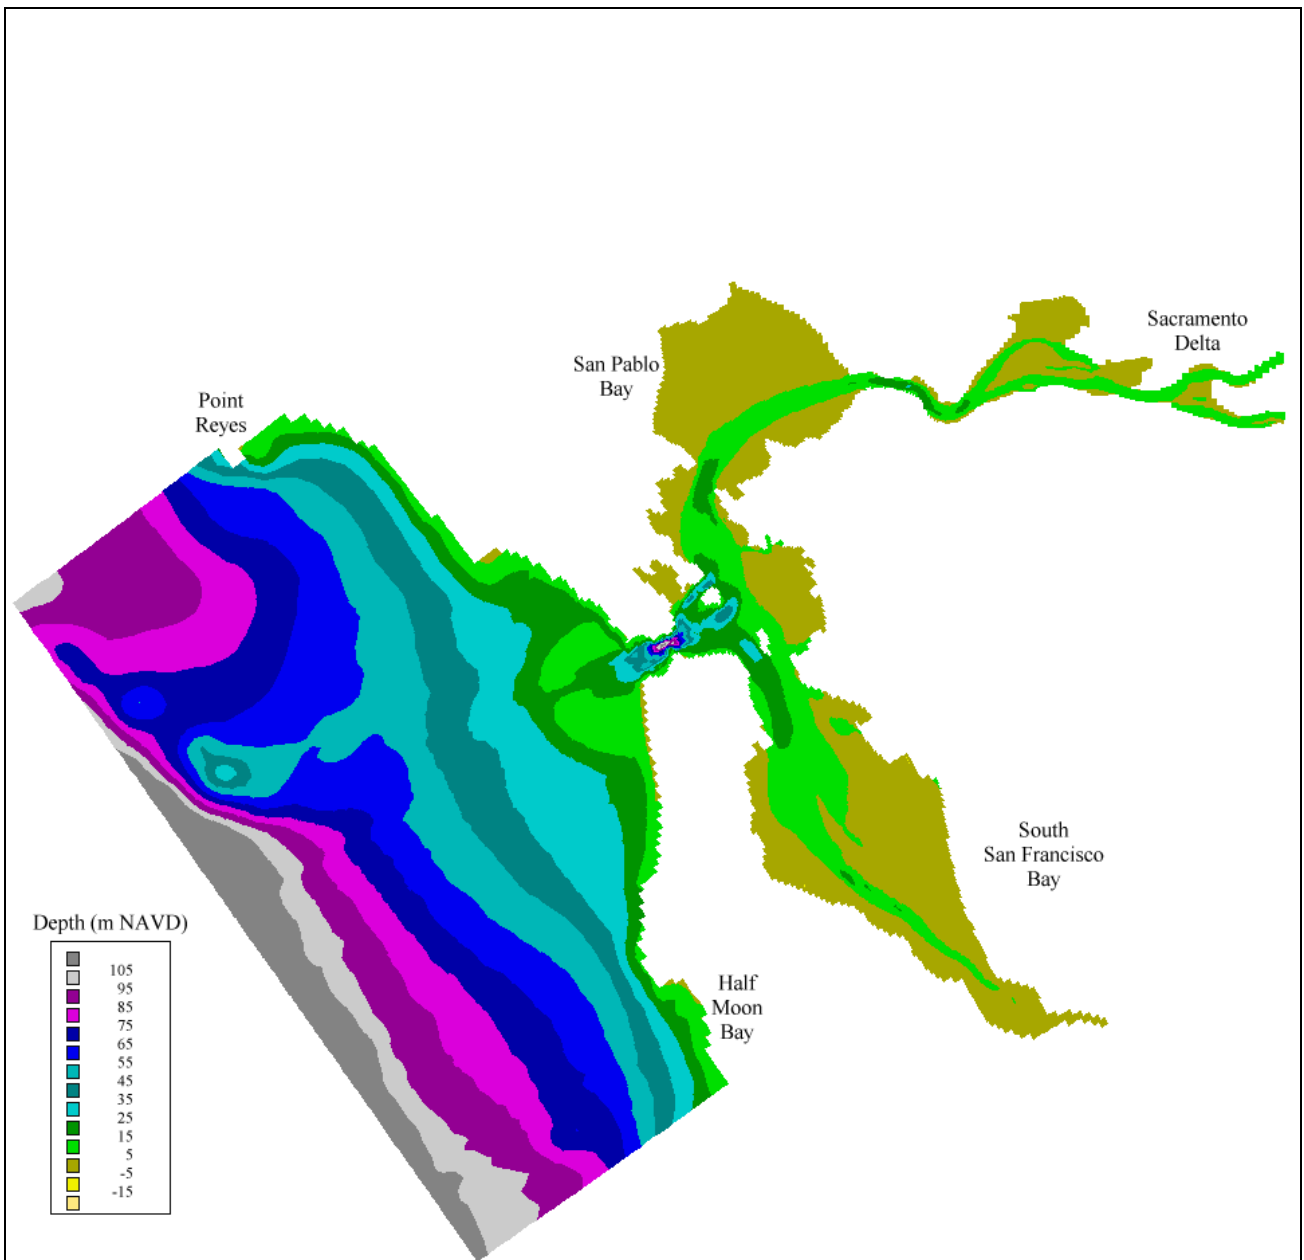 Sacramento
Delta
San Pablo
Bay
Point
Reyes
South
San Francisco
Bay
Half
Moon
Bay
Depth (m NAVD)
105
95
85
75
65
55
45
35
25
15
5
-5
-15